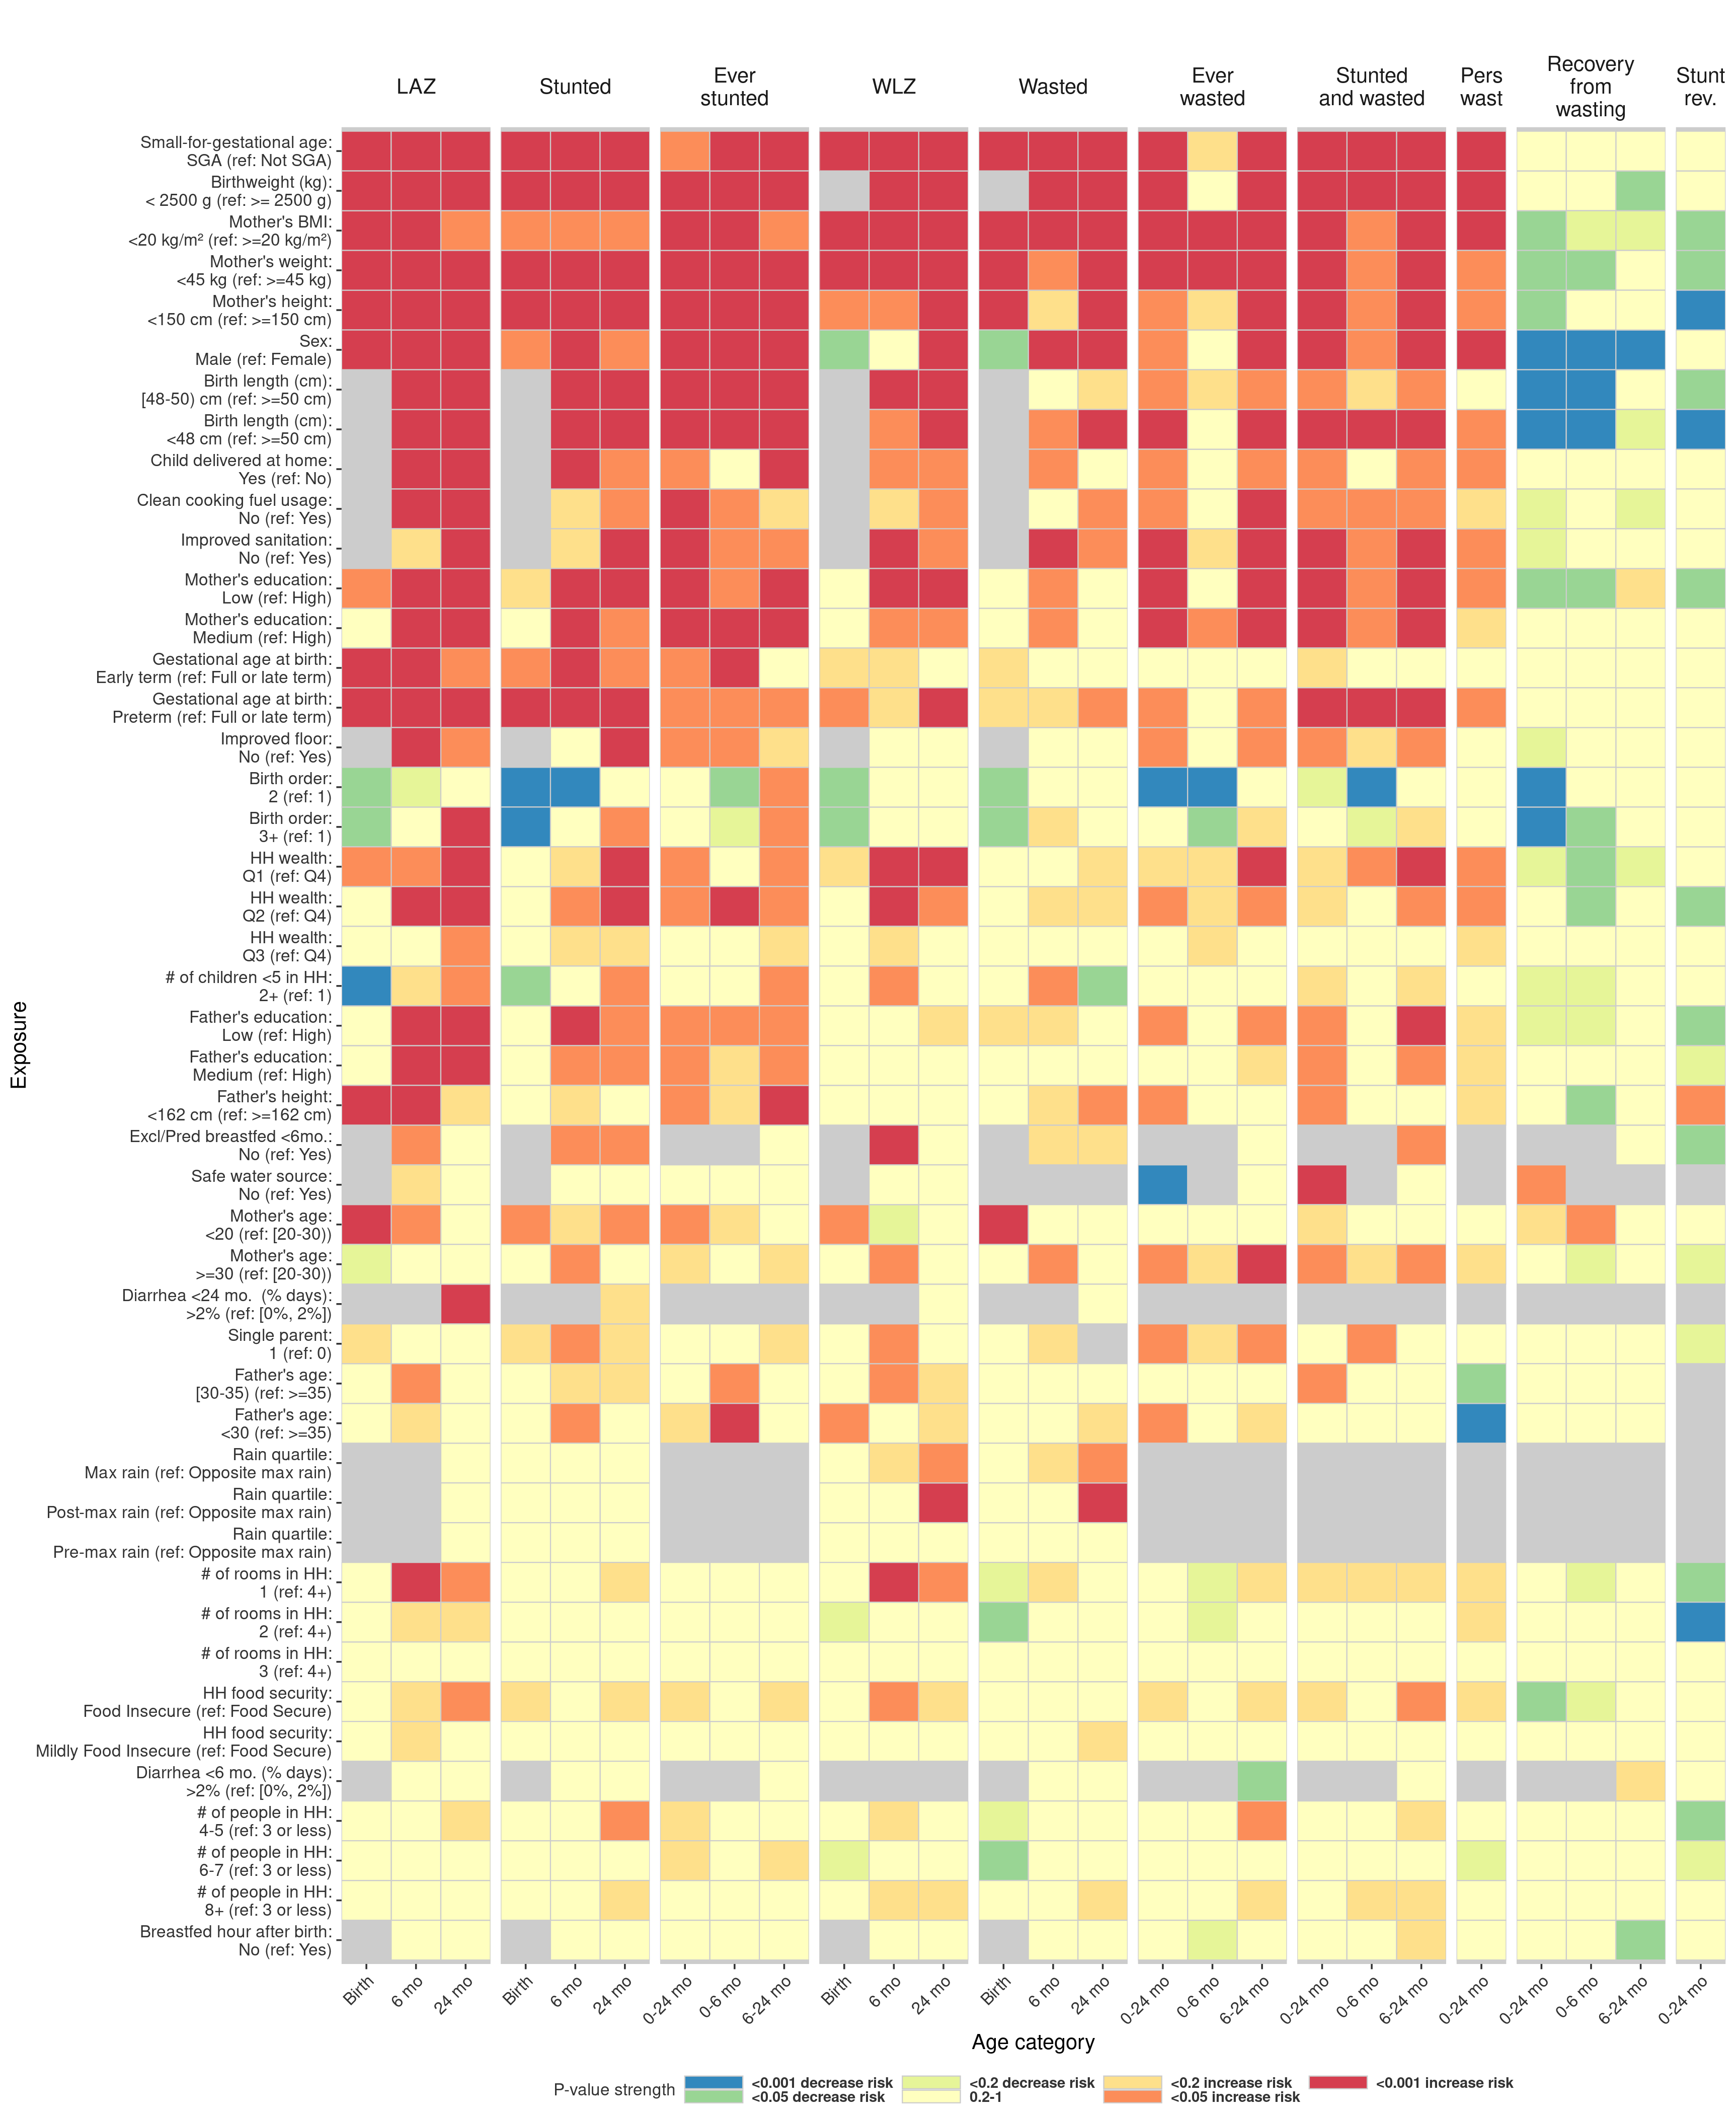 LAZ
Stunted
Ever
stunted
WLZ
Wasted
Ever
wasted
Stunted
and wasted
Pers
wast
Recovery
from
wasting
Stunt
rev.
Exposure
Small-for-gestational age:
SGA (ref: Not SGA)
Birthweight (kg):
< 2500 g (ref: >= 2500 g)
Mother's BMI:
<20 kg/m² (ref: >=20 kg/m²)
Mother's weight:
<45 kg (ref: >=45 kg)
Mother's height:
<150 cm (ref: >=150 cm)
Sex:
Male (ref: Female)
Birth length (cm):
[48-50) cm (ref: >=50 cm)
Birth length (cm):
<48 cm (ref: >=50 cm)
Child delivered at home:
Yes (ref: No)
Clean cooking fuel usage:
No (ref: Yes)
Improved sanitation:
No (ref: Yes)
Mother's education:
Low (ref: High)
Mother's education:
Medium (ref: High)
Gestational age at birth:
Early term (ref: Full or late term)
Gestational age at birth:
Preterm (ref: Full or late term)
Improved floor:
No (ref: Yes)
Birth order:
2 (ref: 1)
Birth order:
3+ (ref: 1)
HH wealth:
Q1 (ref: Q4)
HH wealth:
Q2 (ref: Q4)
HH wealth:
Q3 (ref: Q4)
# of children <5 in HH:
2+ (ref: 1)
Father's education:
Low (ref: High)
Father's education:
Medium (ref: High)
Father's height:
<162 cm (ref: >=162 cm)
Excl/Pred breastfed <6mo.:
No (ref: Yes)
Safe water source:
No (ref: Yes)
Mother's age:
<20 (ref: [20-30))
Mother's age:
>=30 (ref: [20-30))
Diarrhea <24 mo. (% days):
>2% (ref: [0%, 2%])
Single parent:
1 (ref: 0)
Father's age:
[30-35) (ref: >=35)
Father's age:
<30 (ref: >=35)
Rain quartile:
Max rain (ref: Opposite max rain)
Rain quartile:
Post-max rain (ref: Opposite max rain)
Rain quartile:
Pre-max rain (ref: Opposite max rain)
# of rooms in HH:
1 (ref: 4+)
# of rooms in HH:
2 (ref: 4+)
# of rooms in HH:
3 (ref: 4+)
HH food security:
Food Insecure (ref: Food Secure)
HH food security:
Mildly Food Insecure (ref: Food Secure)
Diarrhea <6 mo. (% days):
>2% (ref: [0%, 2%])
# of people in HH:
4-5 (ref: 3 or less)
# of people in HH:
6-7 (ref: 3 or less)
# of people in HH:
8+ (ref: 3 or less)
Breastfed hour after birth:
No (ref: Yes)
Birth
6 mo
24 mo
Birth
6 mo
24 mo
0-24 mo
0-6 mo
6-24 mo
Birth
6 mo
24 mo
Birth
6 mo
24 mo
0-24 mo
0-6 mo
6-24 mo
0-24 mo
0-6 mo
6-24 mo
0-24 mo
0-24 mo
0-6 mo
6-24 mo
0-24 mo
Age category
P-value strength
<0.001 decrease risk
<0.05 decrease risk
<0.2 decrease risk
0.2-1
<0.2 increase risk
<0.05 increase risk
<0.001 increase risk